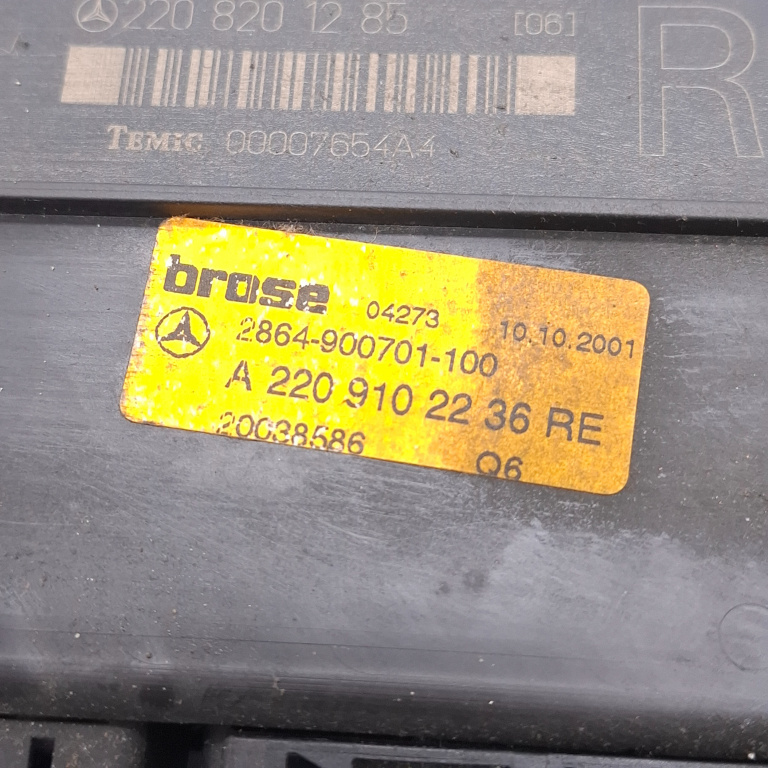 220 820 12 85 [06]
R
TEMIC 00007654A4
brose 04273 10.10.2001
2864-900701-100
A 220 910 22 36 RE
20038586 Q6